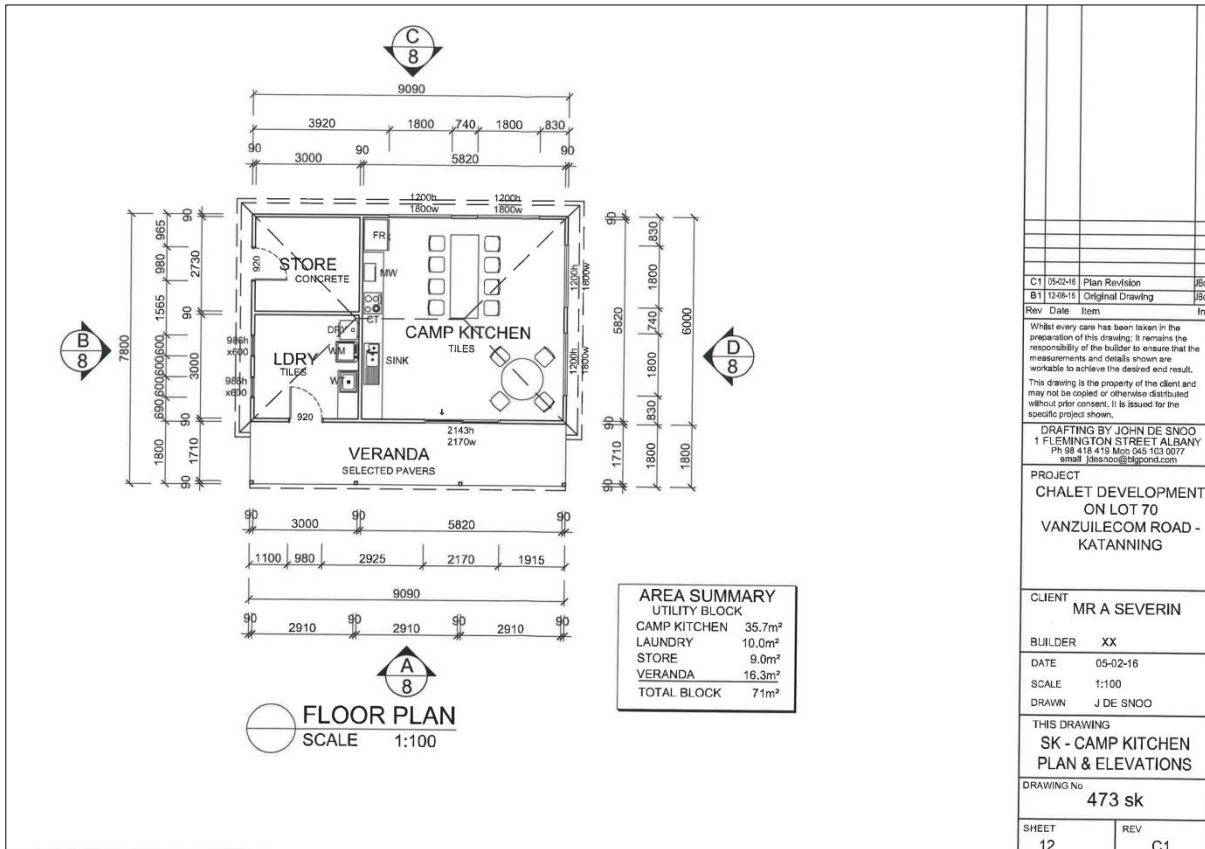 C
8
9090
3920 1800 740 1800 830
90 90 90
3000 5820
1200h 1200h
1800w 1800w
7800
965 980 1565 600 600 600 600 690 1800
90 2730 90 3000 90 1710 90
920
STORE
CONCRETE
FR
MW
CT
DRY
WM
WT
SINK
LDRY
TILES
986h
x600
986h
x600
920
CAMP KITCHEN
TILES
1200h
1800w
1200h
1800w
2143h
2170w
VERANDA
SELECTED PAVERS
90 5820 90 1710 90
830 1800 740 1800 830 1800
6000 1800
B
8
D
8
90 90 90
3000 5820
1100 980 2925 2170 1915
9090
90 90 90 90
2910 2910 2910
A
8
FLOOR PLAN
SCALE 1:100
AREA SUMMARY
UTILITY BLOCK
CAMP KITCHEN 35.7m²
LAUNDRY 10.0m²
STORE 9.0m²
VERANDA 16.3m²
TOTAL BLOCK 71m²
C1 05-02-16 Plan Revision
B1 12-08-15 Original Drawing
Rev Date Item
Whilst every care has been taken in the
preparation of this drawing; it remains the
responsibility of the builder to ensure that the
measurements and details shown are
workable to achieve the desired end result.
This drawing is the property of the client and
may not be copied or otherwise distributed
without prior consent. It is issued for the
specific project shown.
DRAFTING BY JOHN DE SNOO
1 FLEMINGTON STREET ALBANY
Ph 98 418 419 Mob 045 103 0077
email jdesnoo@bigpond.com
PROJECT
CHALET DEVELOPMENT
ON LOT 70
VANZUILECOM ROAD -
KATANNING
CLIENT
MR A SEVERIN
BUILDER XX
DATE 05-02-16
SCALE 1:100
DRAWN J DE SNOO
THIS DRAWING
SK - CAMP KITCHEN
PLAN & ELEVATIONS
DRAWING No
473 sk
SHEET REV
12 C1